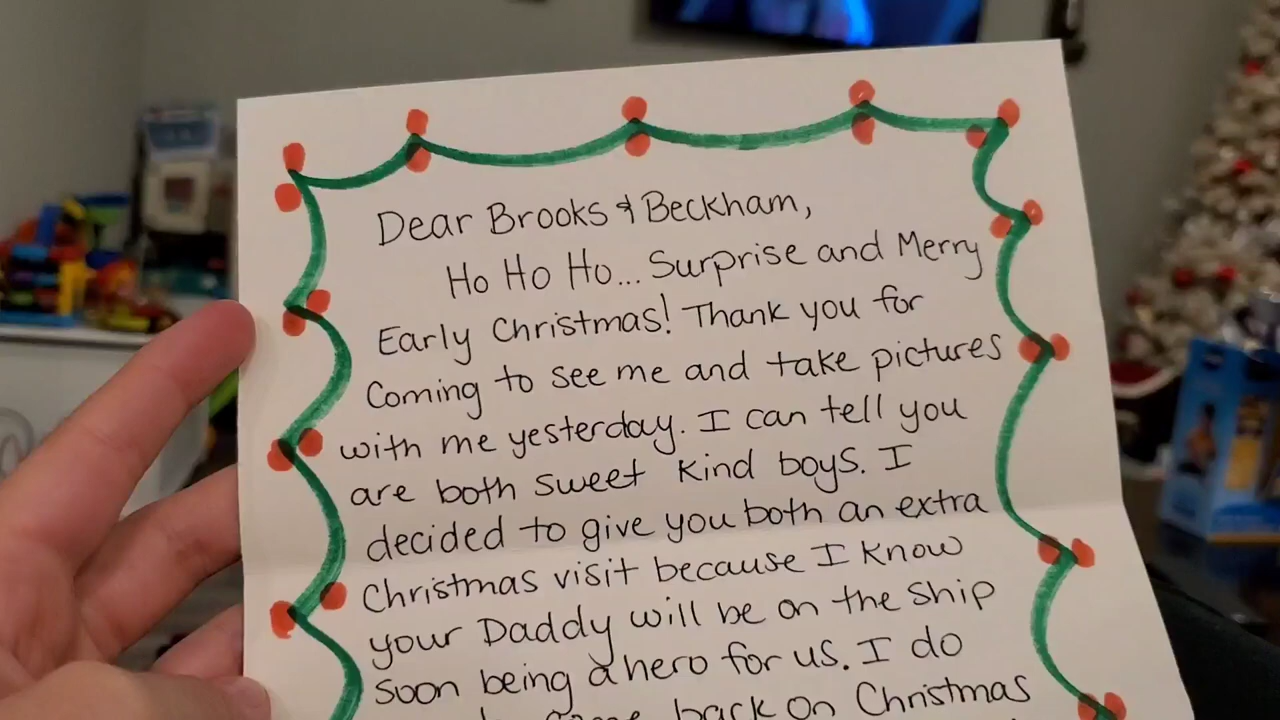 Dear Brooks & Beckham,
Ho Ho Ho... Surprise and Merry
Early Christmas! Thank you for
Coming to see me and take pictures
with me yesterday. I can tell you
are both sweet kind boys. I
decided to give you both an extra
Christmas visit because I know
your Daddy will be on the ship
soon being a hero for us. I do
back on Christmas